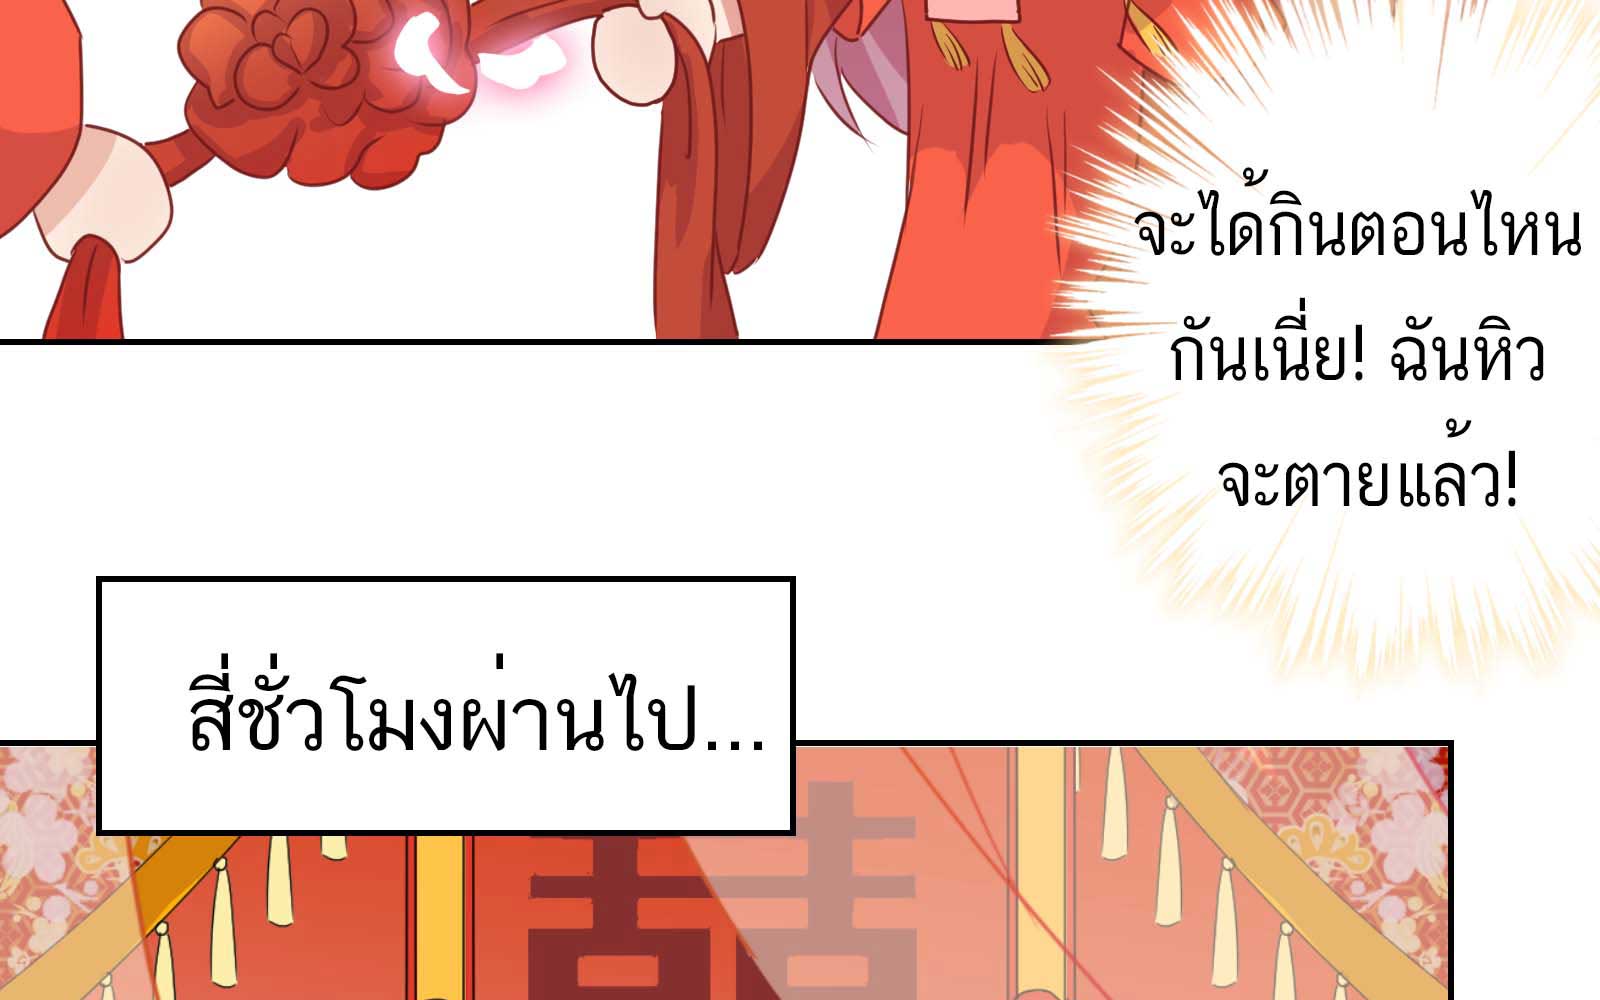 จะได้กินตอนไหน
กันเนี่ย! ฉันหิว
จะตายแล้ว!
สี่ชั่วโมงผ่านไป...
囍